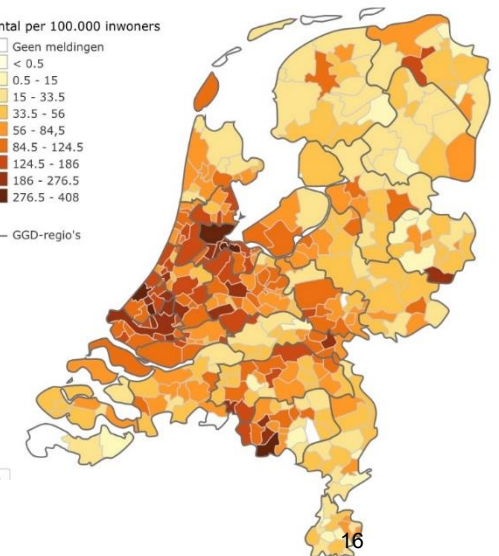 ntal per 100.000 inwoners
Geen meldingen
< 0.5
0.5 - 15
15 - 33.5
33.5 - 56
56 - 84,5
84.5 - 124.5
124.5 - 186
186 - 276.5
276.5 - 408
GGD-regio's
16